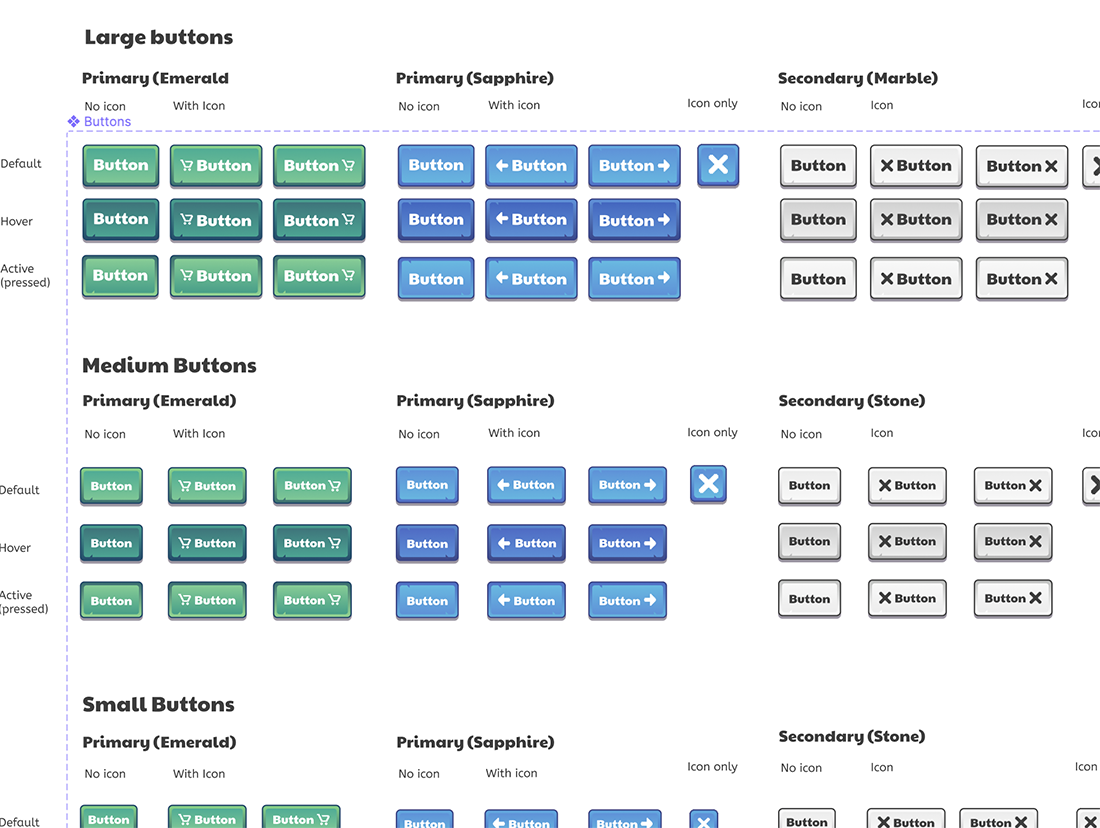 Large buttons
Primary (Emerald
Primary (Sapphire)
Secondary (Marble)
No icon
With Icon
No icon
With icon
Icon only
No icon
Icon
Buttons
Default
Button
Button
Button
Button
Button
Button
Button
Button
Button
Hover
Button
Button
Button
Button
Button
Button
Button
Button
Button
Active
(pressed)
Button
Button
Button
Button
Button
Button
Button
Button
Button
Medium Buttons
Primary (Emerald)
Primary (Sapphire)
Secondary (Stone)
No icon
With Icon
No icon
With icon
Icon only
No icon
Icon
Default
Button
Button
Button
Button
Button
Button
Button
Button
Button
Hover
Button
Button
Button
Button
Button
Button
Button
Button
Button
Active
(pressed)
Button
Button
Button
Button
Button
Button
Button
Button
Button
Small Buttons
Primary (Emerald)
Primary (Sapphire)
Secondary (Stone)
No icon
With Icon
No icon
With icon
Icon only
No icon
Icon
Icon
Default
Button
Button
Button
Button
Button
Button
Button
Button
Button